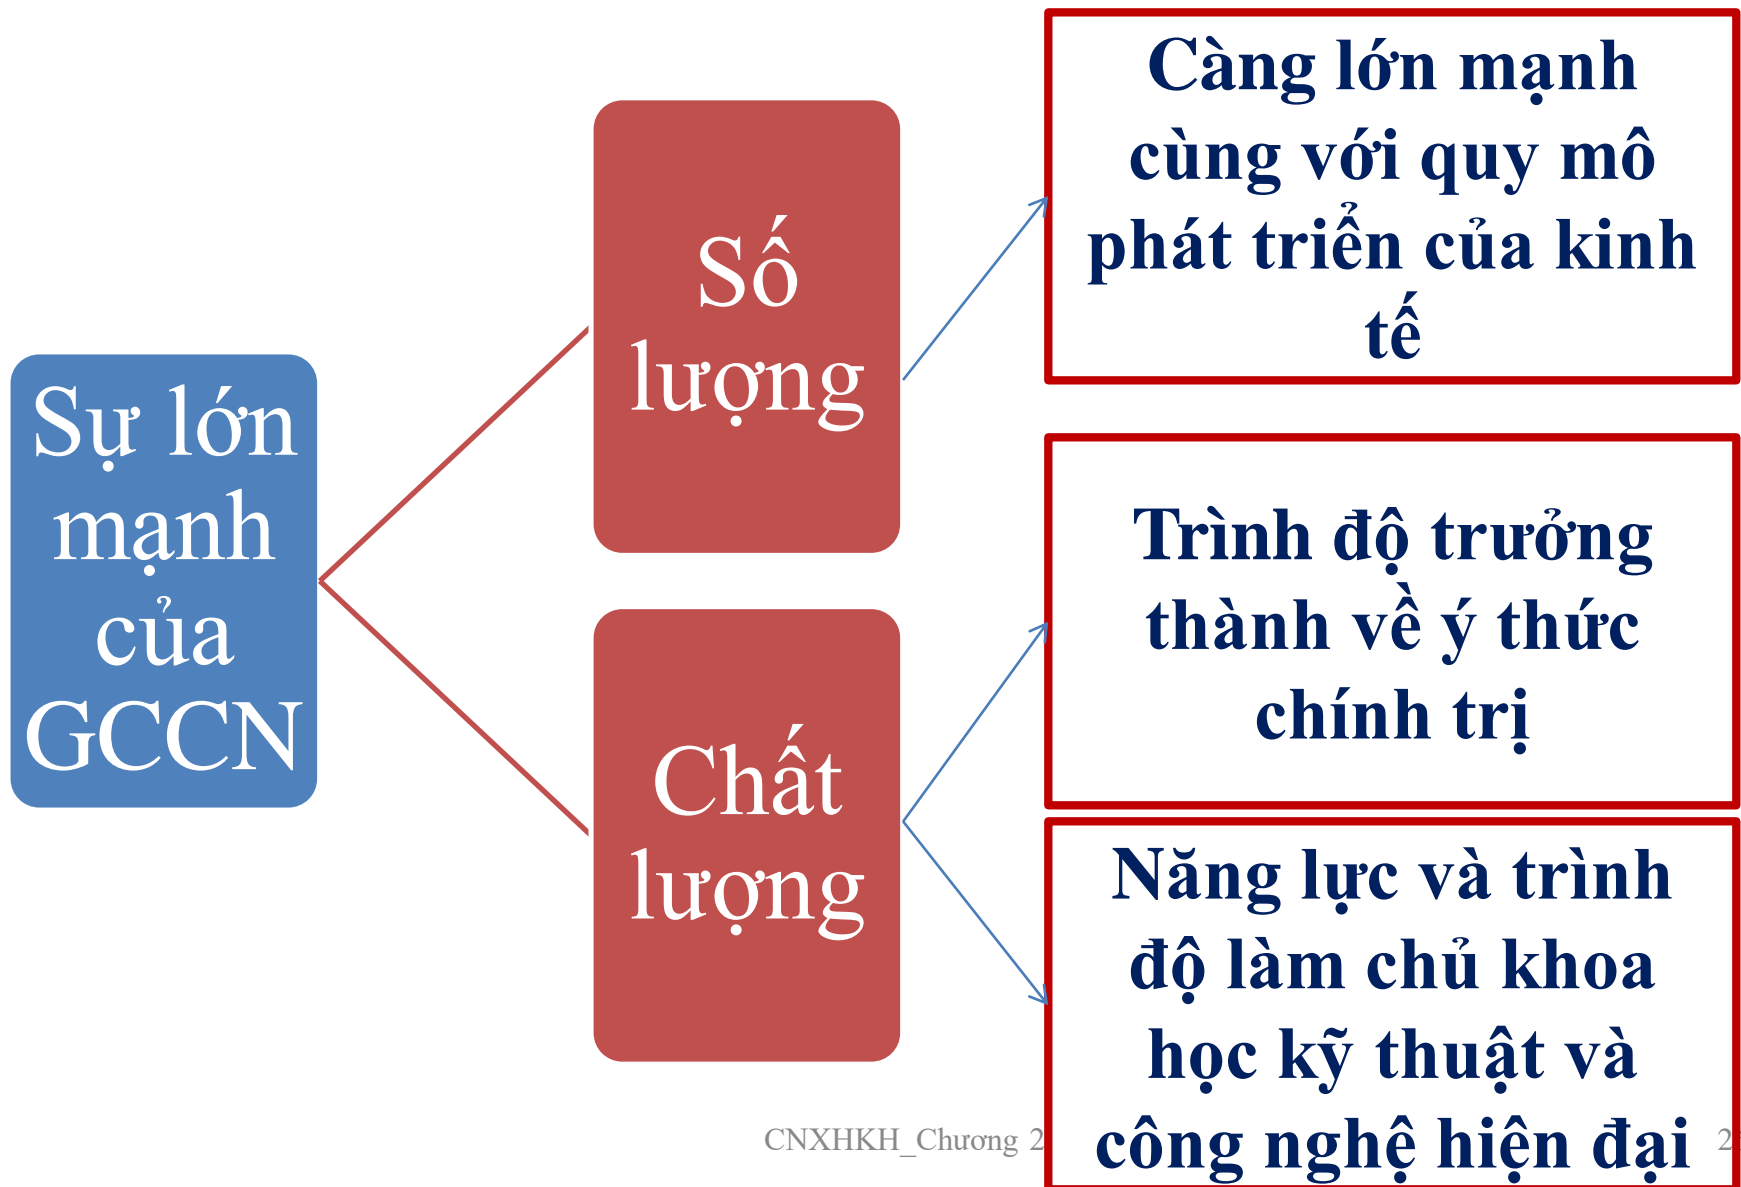 Sự lớn
mạnh
của
GCCN
Số
lượng
Chất
lượng
Càng lớn mạnh
cùng với quy mô
phát triển của kinh
tế
Trình độ trưởng
thành về ý thức
chính trị
Năng lực và trình
độ làm chủ khoa
học kỹ thuật và
công nghệ hiện đại
CNXHKH_Chương 2